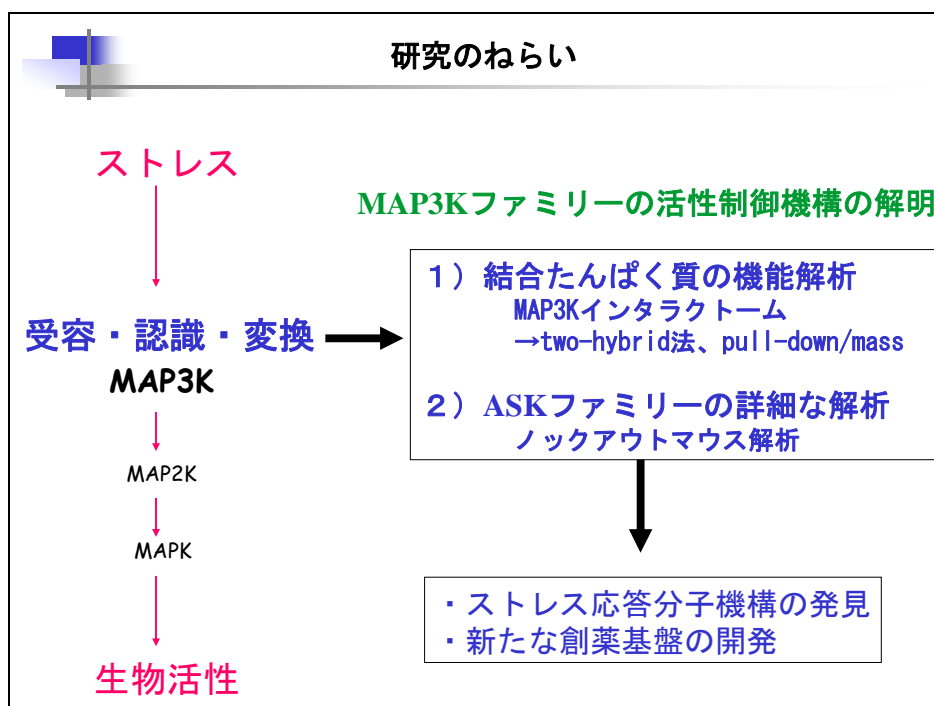 研究のねらい
ストレス
受容・認識・変換
MAP3K
MAP2K
MAPK
生物活性
MAP3Kファミリーの活性制御機構の解明
１）結合たんぱく質の機能解析
MAP3Kインタラクトーム
→two-hybrid法、pull-down/mass
２）ASKファミリーの詳細な解析
ノックアウトマウス解析
・ストレス応答分子機構の発見
・新たな創薬基盤の開発